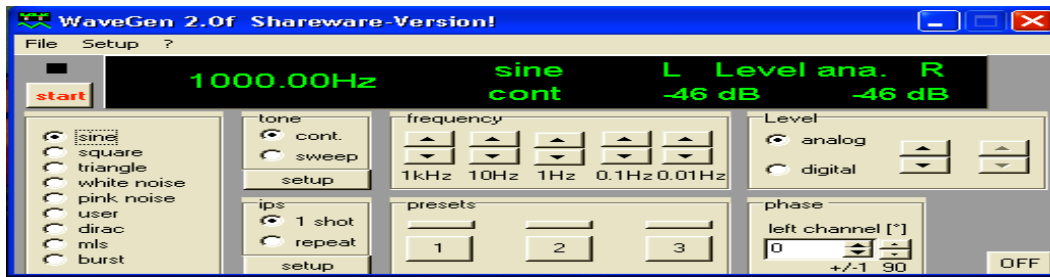 WaveGen 2.0f Shareware-Version!
File Setup ?
start
1000.00Hz
sine
cont
L Level ana. R
-46 dB -46 dB
sine
square
triangle
white noise
pink noise
user
dirac
mls
burst
tone
cont.
sweep
setup
frequency
1kHz 10Hz 1Hz 0.1Hz 0.01Hz
Level
analog
digital
ips
1 shot
repeat
setup
presets
1 2 3
phase
left channel [°]
0
+/-1 90
OFF